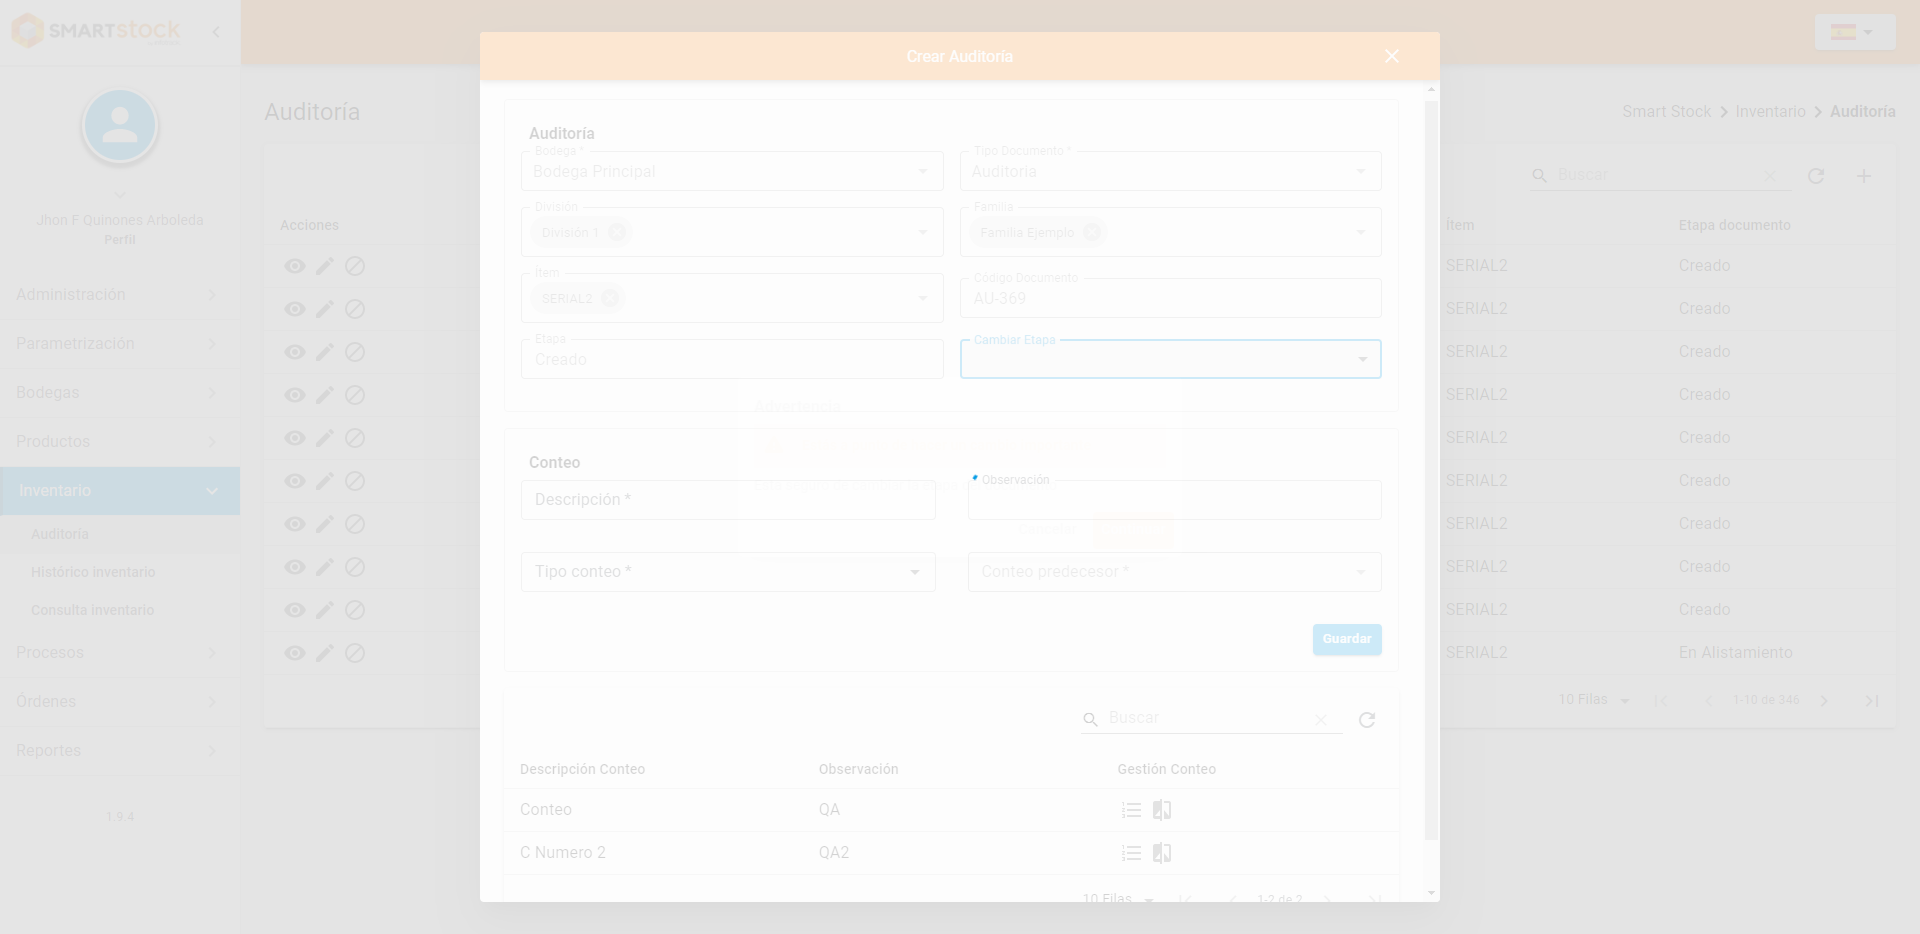 SMARTSTOCK
Crear Auditoría
Auditoría
Smart Stock
Inventario
Auditoría
Jhon F Quinones Arboleda
Perfil
Administración
Parametrización
Bodegas
Productos
Inventario
Auditoría
Histórico inventario
Consulta inventario
Procesos
Órdenes
Reportes
1.9.4
Acciones
Auditoría
Bodega *
Bodega Principal
Tipo Documento *
Auditoria
División
División 1
Familia
Familia Ejemplo
Ítem
SERIAL2
Código Documento
AU-369
Etapa
Creado
Cambiar Etapa
Advertencia
Conteo
Descripción *
Observación
Tipo conteo *
Conteo predecesor *
Guardar
Buscar
Descripción Conteo Observación Gestión Conteo
Conteo QA
C Numero 2 QA2
10 Filas 1-2 de 2
Buscar
Ítem Etapa documento
SERIAL2 Creado
SERIAL2 Creado
SERIAL2 Creado
SERIAL2 Creado
SERIAL2 Creado
SERIAL2 Creado
SERIAL2 Creado
SERIAL2 Creado
SERIAL2 Creado
SERIAL2 En Alistamiento
10 Filas 1-10 de 346